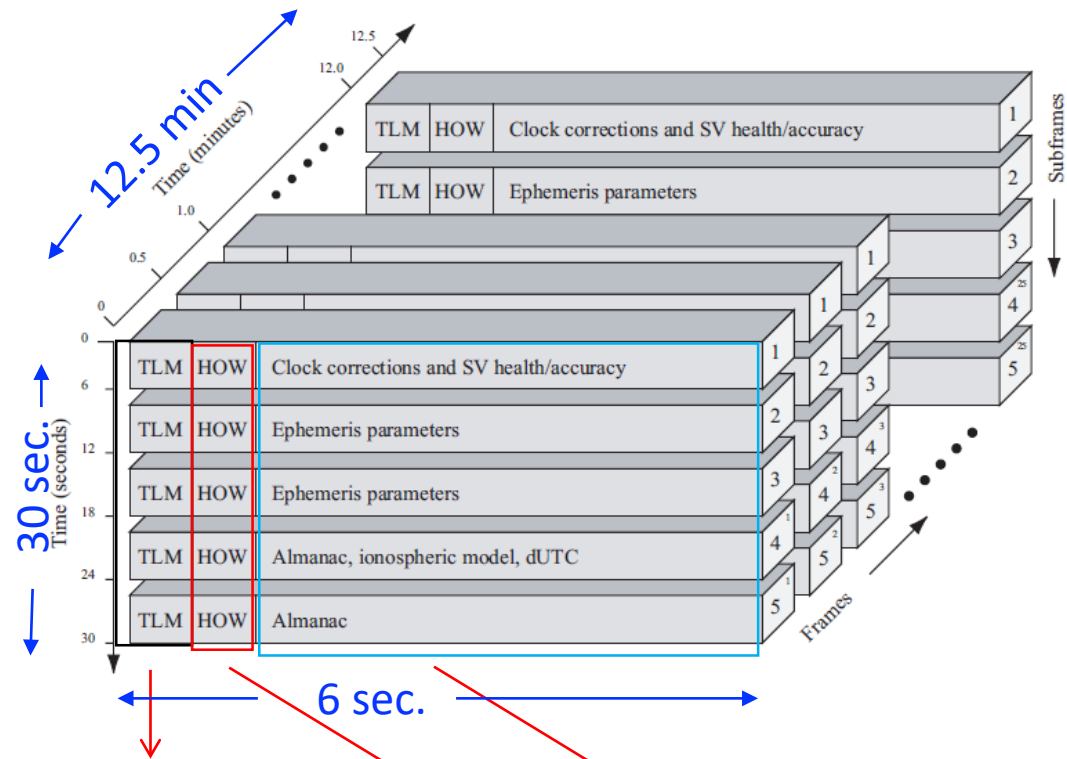 12.5 min
Time (minutes)
12.5
12.0
1.0
0.5
0
TLM HOW Clock corrections and SV health/accuracy 1
TLM HOW Ephemeris parameters 2
3
4 25
5 25
Subframes
1
2
3
4 3
5 3
1
2
3
4 2
5 2
30 sec.
Time (seconds)
0
6
12
18
24
30
TLM HOW Clock corrections and SV health/accuracy 1
TLM HOW Ephemeris parameters 2
TLM HOW Ephemeris parameters 3
TLM HOW Almanac, ionospheric model, dUTC 4 1
TLM HOW Almanac 5 1
Frames
6 sec.